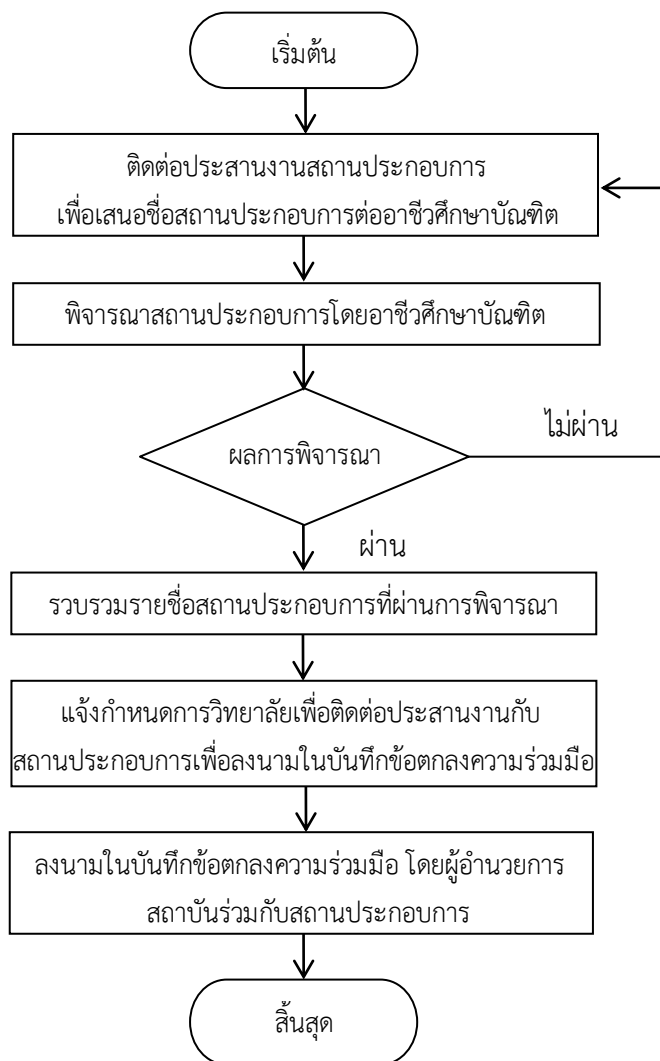 เริ่มต้น
ติดต่อประสานงานสถานประกอบการ
เพื่อเสนอชื่อสถานประกอบการต่ออาชีวศึกษาบัณฑิต
พิจารณาสถานประกอบการโดยอาชีวศึกษาบัณฑิต
ผลการพิจารณา
ไม่ผ่าน
ผ่าน
รวบรวมรายชื่อสถานประกอบการที่ผ่านการพิจารณา
แจ้งกำหนดการวิทยาลัยเพื่อติดต่อประสานงานกับ
สถานประกอบการเพื่อลงนามในบันทึกข้อตกลงความร่วมมือ
ลงนามในบันทึกข้อตกลงความร่วมมือ โดยผู้อำนวยการ
สถาบันร่วมกับสถานประกอบการ
สิ้นสุด